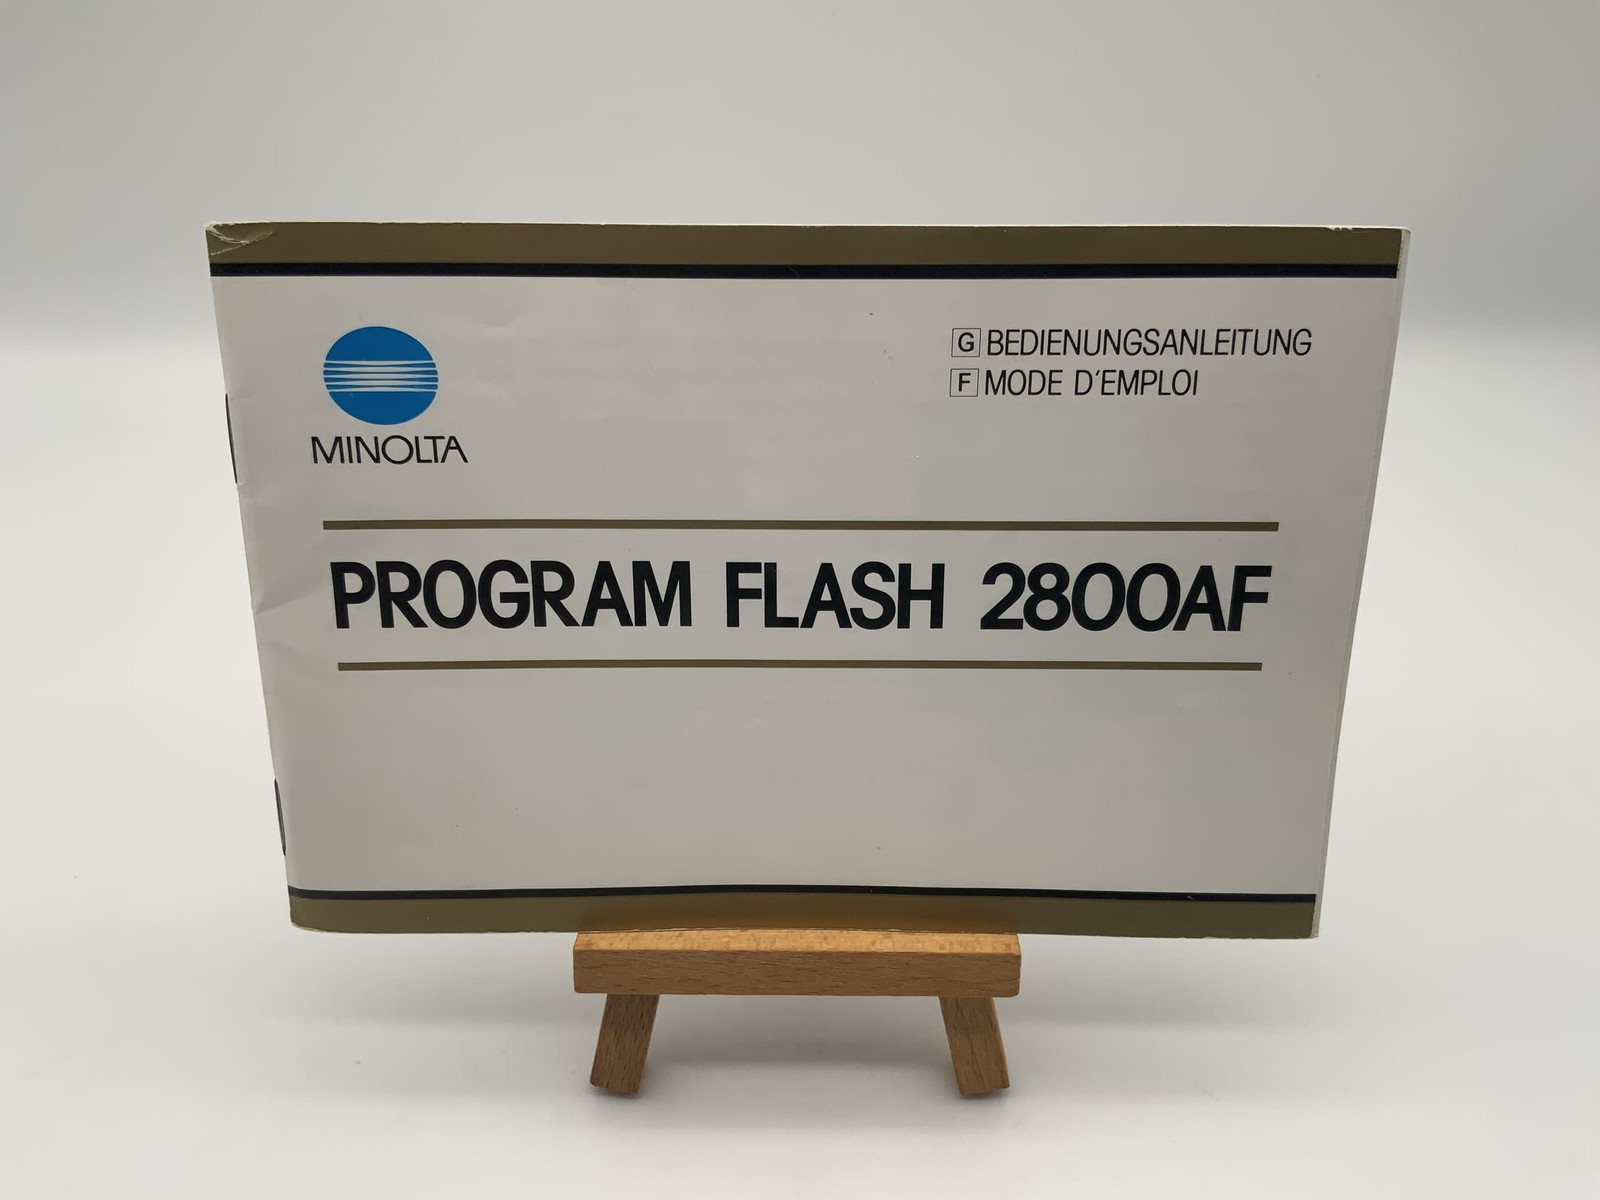 G BEDIENUNGSANLEITUNG
F MODE D'EMPLOI
MINOLTA
PROGRAM FLASH 2800AF